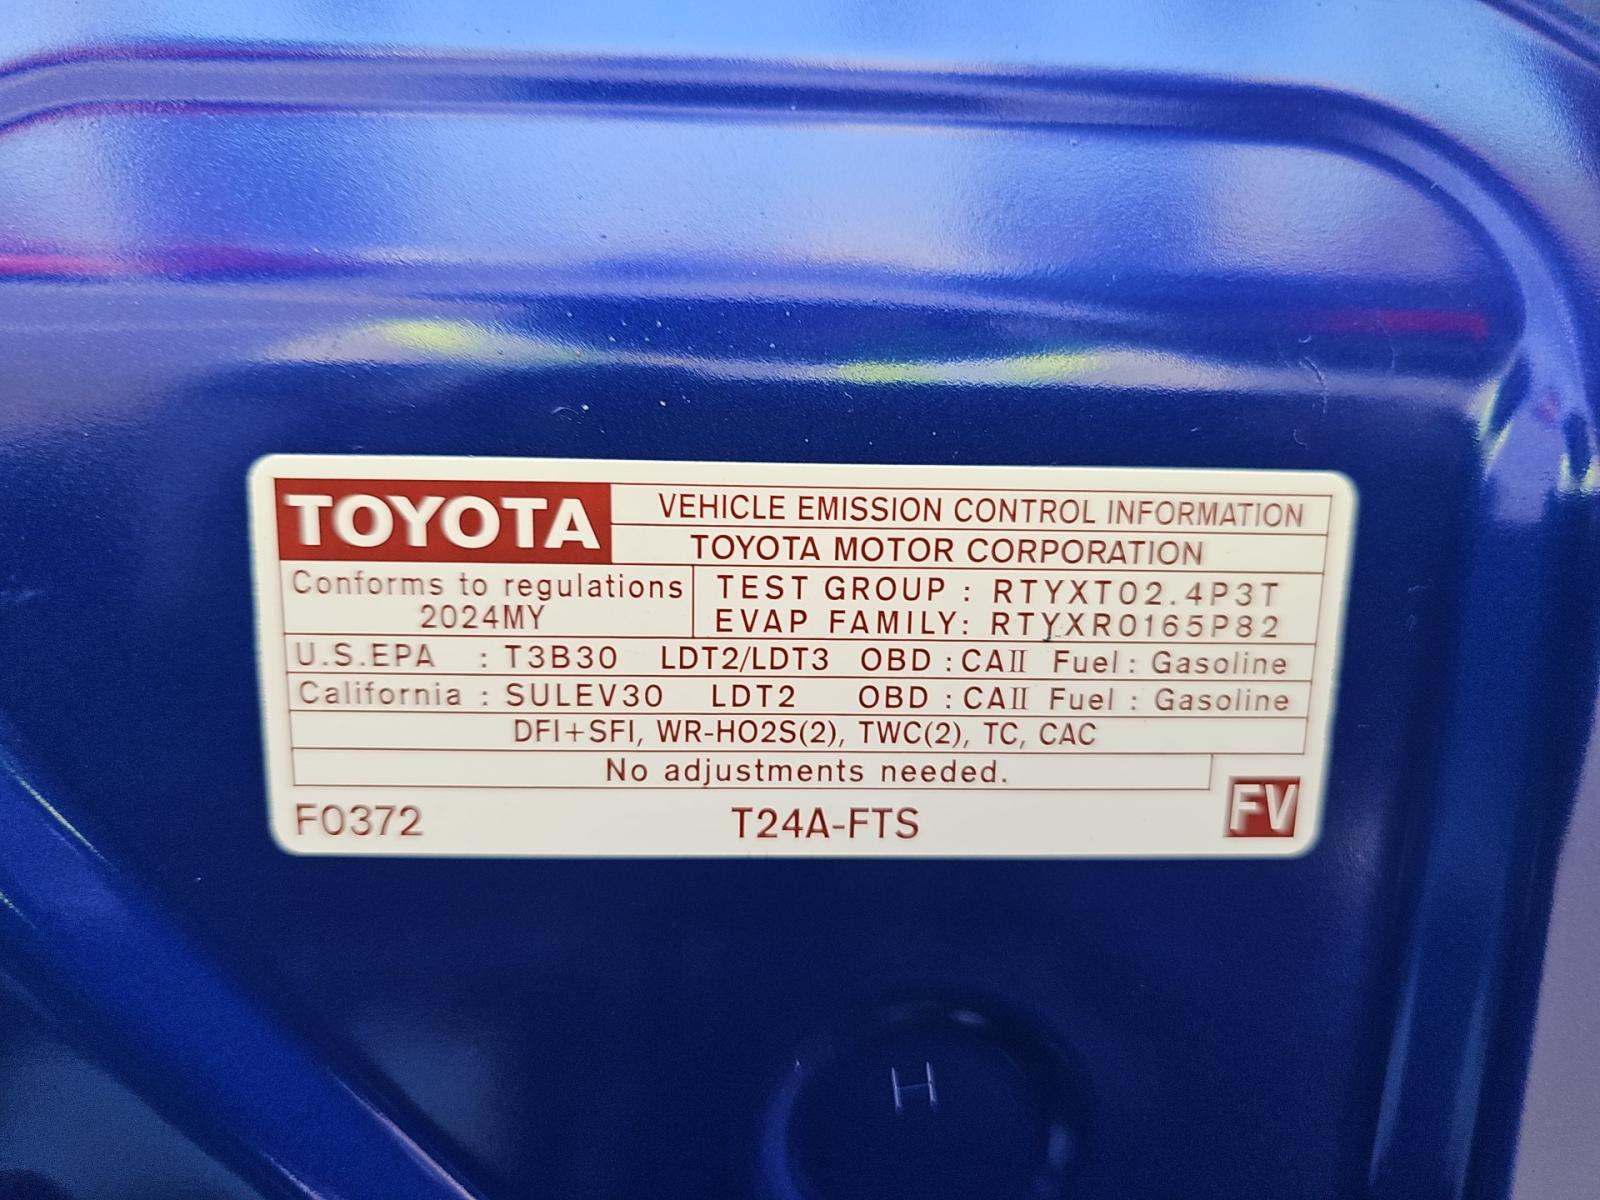 TOYOTA VEHICLE EMISSION CONTROL INFORMATION
TOYOTA MOTOR CORPORATION
Conforms to regulations
2024MY
TEST GROUP : RTYXT02.4P3T
EVAP FAMILY: RTYXR0165P82
U.S.EPA : T3B30 LDT2/LDT3 OBD : CAII Fuel : Gasoline
California : SULEV30 LDT2 OBD : CAII Fuel : Gasoline
DFI+SFI, WR-HO2S(2), TWC(2), TC, CAC
No adjustments needed.
F0372 T24A-FTS FV
H